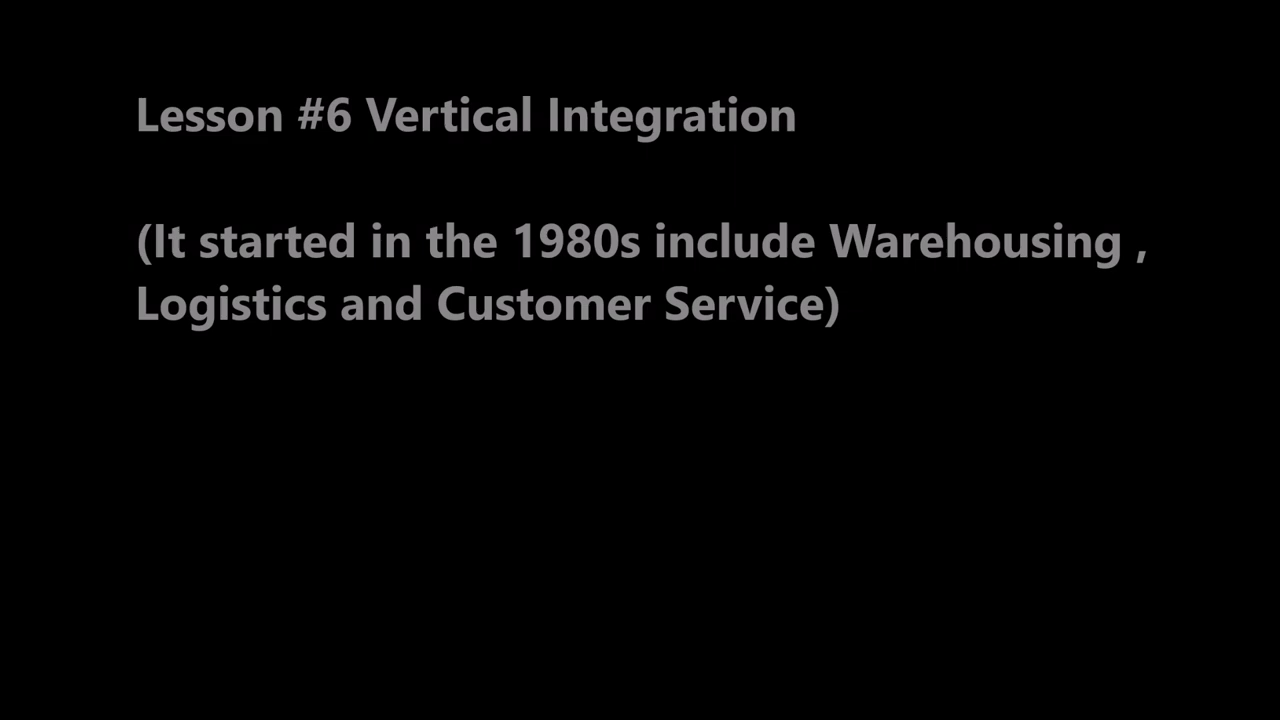 Lesson #6 Vertical Integration
(It started in the 1980s include Warehousing ,
Logistics and Customer Service)